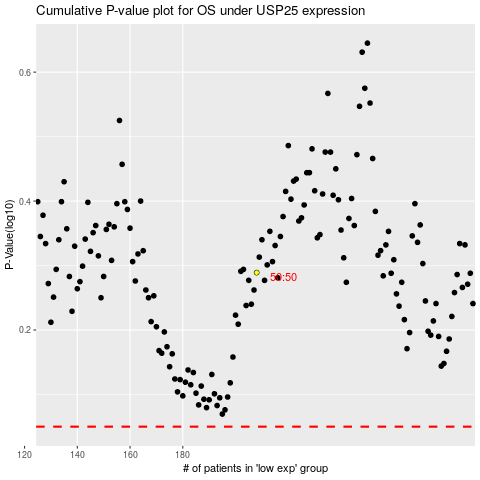 Cumulative P-value plot for OS under USP25 expression
P-Value(log10)
0.6
0.4
0.2
50:50
120 140 160 180
# of patients in 'low exp' group